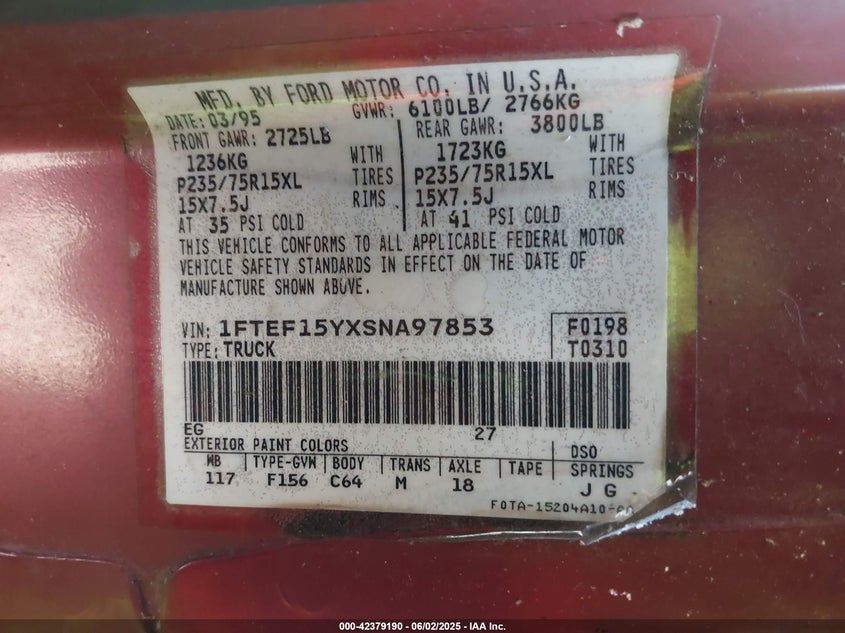 MFD. BY FORD MOTOR CO. IN U.S.A.
DATE: 03/95 GVWR: 6100LB/ 2766KG
FRONT GAWR: 2725LB REAR GAWR: 3800LB
1236KG WITH 1723KG WITH
P235/75R15XL TIRES P235/75R15XL TIRES
15X7.5J RIMS 15X7.5J RIMS
AT 35 PSI COLD AT 41 PSI COLD
THIS VEHICLE CONFORMS TO ALL APPLICABLE FEDERAL MOTOR
VEHICLE SAFETY STANDARDS IN EFFECT ON THE DATE OF
MANUFACTURE SHOWN ABOVE.
VIN: 1FTEF15YXSNA97853 F0198
TYPE: TRUCK T0310
EG 27
EXTERIOR PAINT COLORS DSO
WB TYPE-GVW BODY TRANS AXLE TAPE SPRINGS
117 F156 C64 M 18 J G
000-42379190 - 06/02/2025 - IAA Inc.